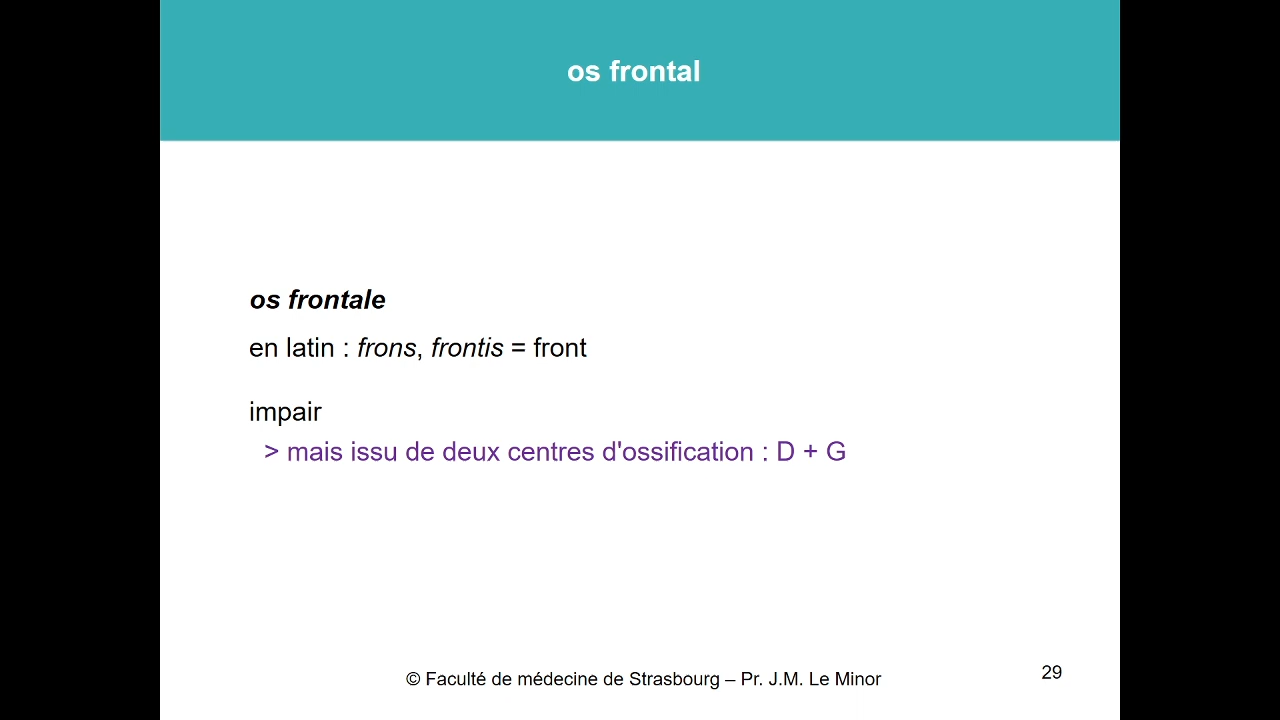 os frontal
os frontale
en latin : frons, frontis = front
impair
> mais issu de deux centres d'ossification : D + G
© Faculté de médecine de Strasbourg – Pr. J.M. Le Minor
29